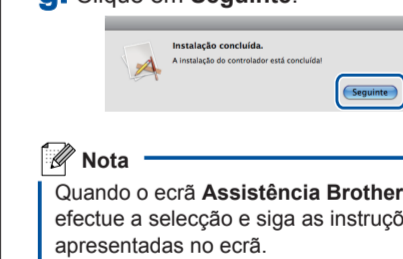 g. Clique em Seguinte.
Instalação concluída.
A instalação do controlador está concluída!
Seguinte
Nota
Quando o ecrã Assistência Brother
efectue a selecção e siga as
apresentadas no ecrã.